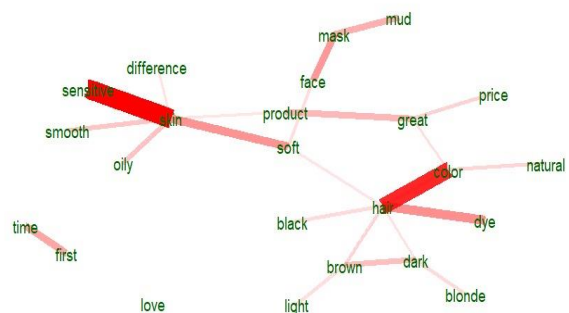 mud
mask
difference
face
sensitive
price
product
great
skin
smooth
soft
oily
color
natural
hair
black
dye
time
first
brown
dark
love
light
blonde